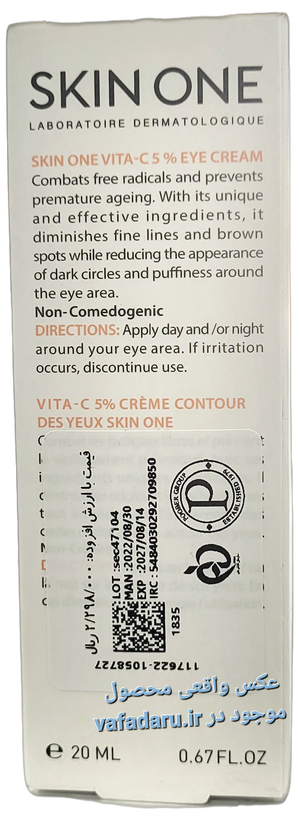 SKIN ONE
LABORATOIRE DERMATOLOGIQUE
SKIN ONE VITA-C 5 % EYE CREAM
Combats free radicals and prevents
premature ageing. With its unique
and effective ingredients, it
diminishes fine lines and brown
spots while reducing the appearance
of dark circles and puffiness around
the eye area.
Non-Comedogenic
DIRECTIONS: Apply day and /or night
around your eye area. If irritation
occurs, discontinue use.
VITA-C 5% CRÈME CONTOUR
DES YEUX SKIN ONE
قیمت با ارزش افزوده: ۲/۲۹۸/۰۰۰ ریال
LOT :sec47104
MAN :2022/08/30
EXP :2027/08/14
IRC : 5484030292709850
1835
117622-1058727
عکس واقعی محصول
موجود در vafadaru.ir
e 20 ML
0.67 FL.OZ